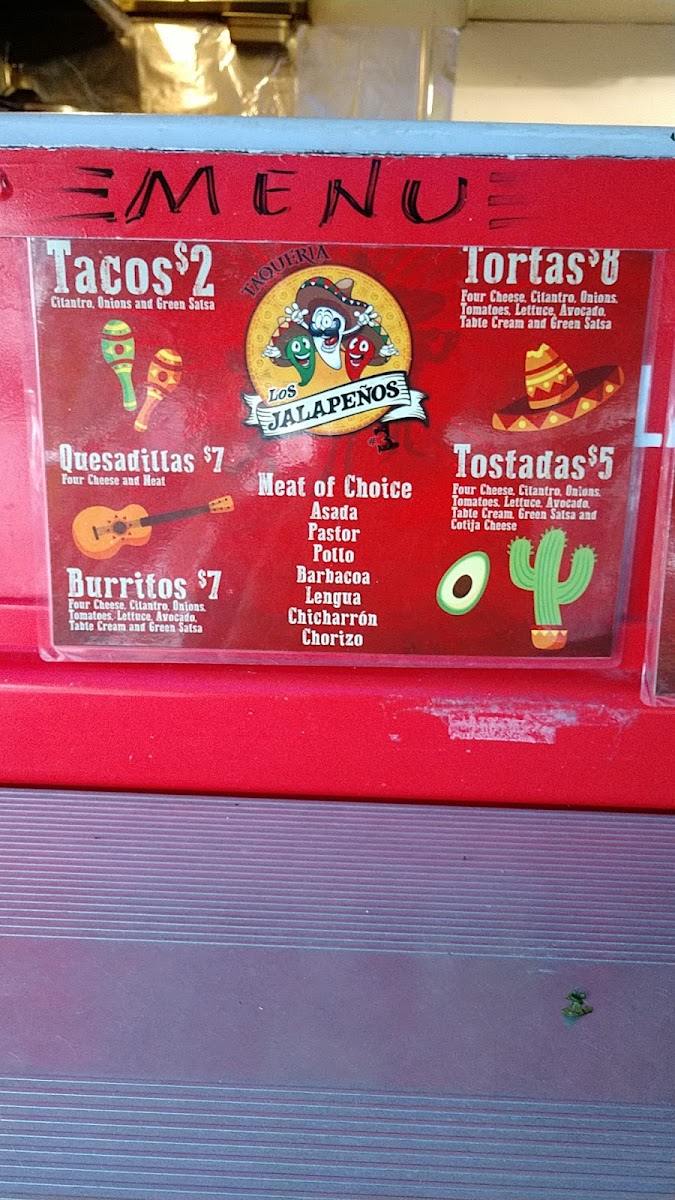 MENU
Tacos $2
Cilantro, Onions and Green Salsa
Quesadillas $7
Four Cheese and Meat
Burritos $7
Four Cheese, Cilantro, Onions,
Tomatoes, Lettuce, Avocado,
Table Cream and Green Salsa
TAQUERIA
LOS
JALAPEÑOS
#3
Meat of Choice
Asada
Pastor
Pollo
Barbacoa
Lengua
Chicharrón
Chorizo
Tortas $8
Four Cheese, Cilantro, Onions,
Tomatoes, Lettuce, Avocado,
Table Cream and Green Salsa
Tostadas $5
Four Cheese, Cilantro, Onions,
Tomatoes, Lettuce, Avocado,
Table Cream, Green Salsa and
Cotija Cheese